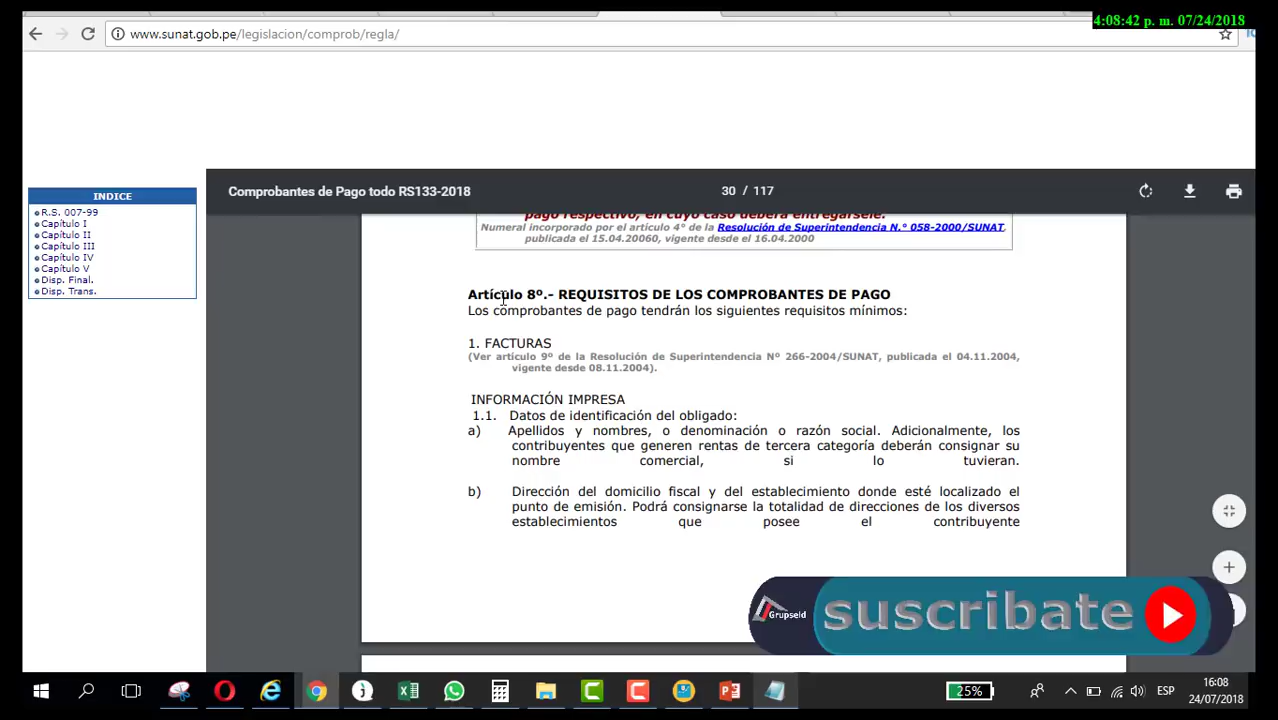 4:08:42 p. m. 07/24/2018
www.sunat.gob.pe/legislacion/comprob/regla/
INDICE
R.S. 007-99
Capítulo I
Capítulo II
Capítulo III
Capítulo IV
Capítulo V
Disp. Final.
Disp. Trans.
Comprobantes de Pago todo RS133-2018
30 / 117
pago respectivo, en cuyo caso deberá entregársele.
Numeral incorporado por el artículo 4° de la Resolución de Superintendencia N.° 058-2000/SUNAT,
publicada el 15.04.20060, vigente desde el 16.04.2000
Artículo 8º.- REQUISITOS DE LOS COMPROBANTES DE PAGO
Los comprobantes de pago tendrán los siguientes requisitos mínimos:
1. FACTURAS
(Ver artículo 9º de la Resolución de Superintendencia Nº 266-2004/SUNAT, publicada el 04.11.2004,
vigente desde 08.11.2004).
INFORMACIÓN IMPRESA
1.1. Datos de identificación del obligado:
a) Apellidos y nombres, o denominación o razón social. Adicionalmente, los
contribuyentes que generen rentas de tercera categoría deberán consignar su
nombre comercial, si lo tuvieran.
b) Dirección del domicilio fiscal y del establecimiento donde esté localizado el
punto de emisión. Podrá consignarse la totalidad de direcciones de los diversos
establecimientos que posee el contribuyente
Grupseid
suscribate
25%
ESP
16:08
24/07/2018